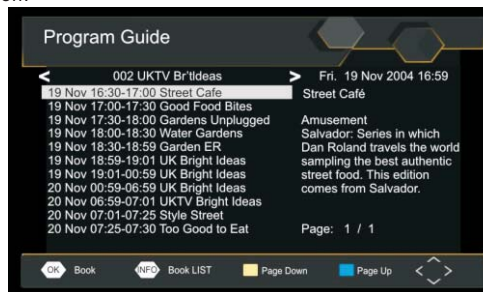 Program Guide
< 002 UKTV Br'tIdeas >
Fri. 19 Nov 2004 16:59
19 Nov 16:30-17:00 Street Cafe
19 Nov 17:00-17:30 Good Food Bites
19 Nov 17:30-18:00 Gardens Unplugged
19 Nov 18:00-18:30 Water Gardens
19 Nov 18:30-18:59 Garden ER
19 Nov 18:59-19:01 UK Bright Ideas
19 Nov 19:01-00:59 UK Bright Ideas
20 Nov 00:59-06:59 UK Bright Ideas
20 Nov 06:59-07:01 UKTV Bright Ideas
20 Nov 07:01-07:25 Style Street
20 Nov 07:25-07:30 Too Good to Eat
Street Café
Amusement
Salvador: Series in which
Dan Roland travels the world
sampling the best authentic
street food. This edition
comes from Salvador.
Page: 1 / 1
OK Book INFO Book LIST Page Down Page Up